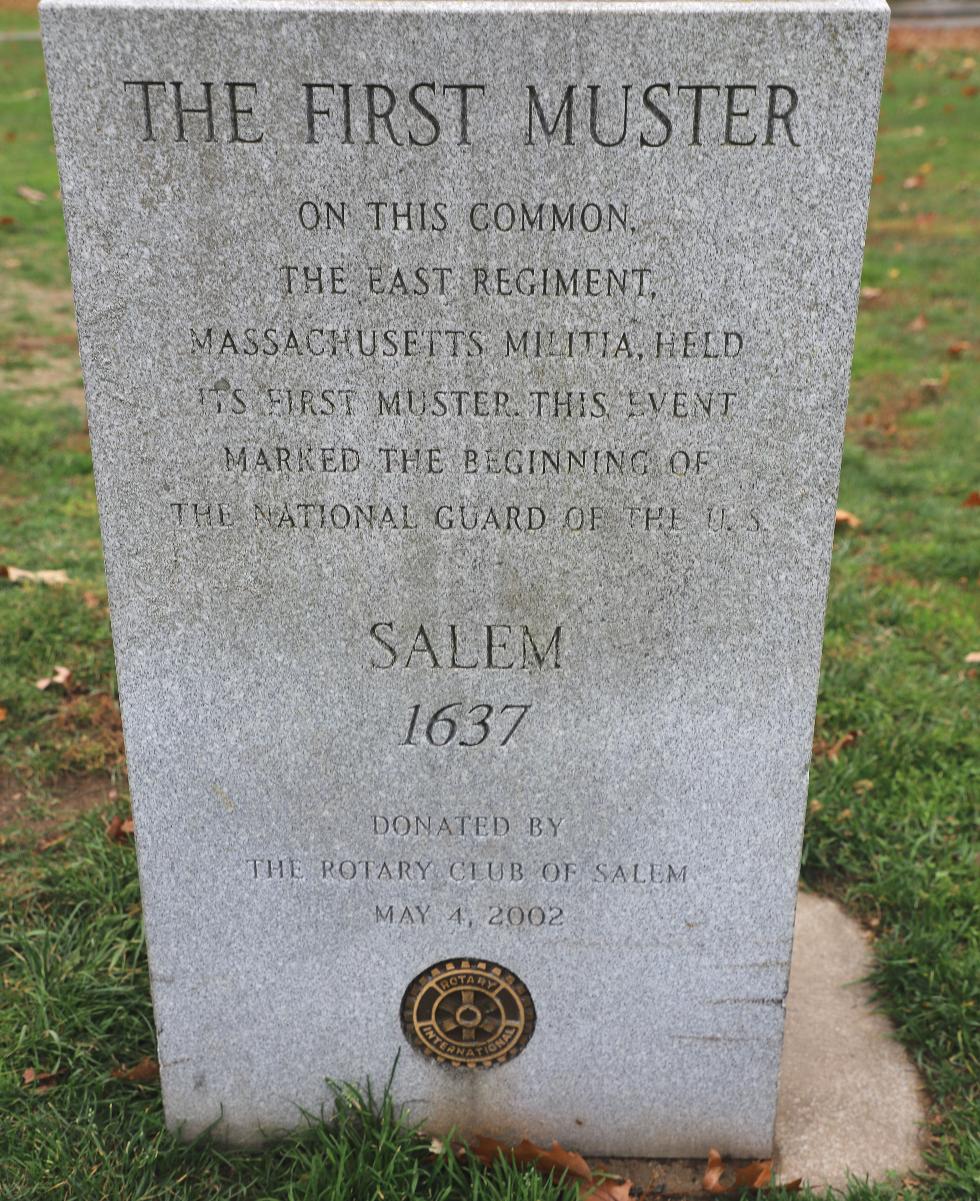 THE FIRST MUSTER
ON THIS COMMON,
THE EAST REGIMENT,
MASSACHUSETTS MILITIA, HELD
ITS FIRST MUSTER. THIS EVENT
MARKED THE BEGINNING OF
THE NATIONAL GUARD OF THE U.S.
SALEM
1637
DONATED BY
THE ROTARY CLUB OF SALEM
MAY 4, 2002
ROTARY
INTERNATIONAL